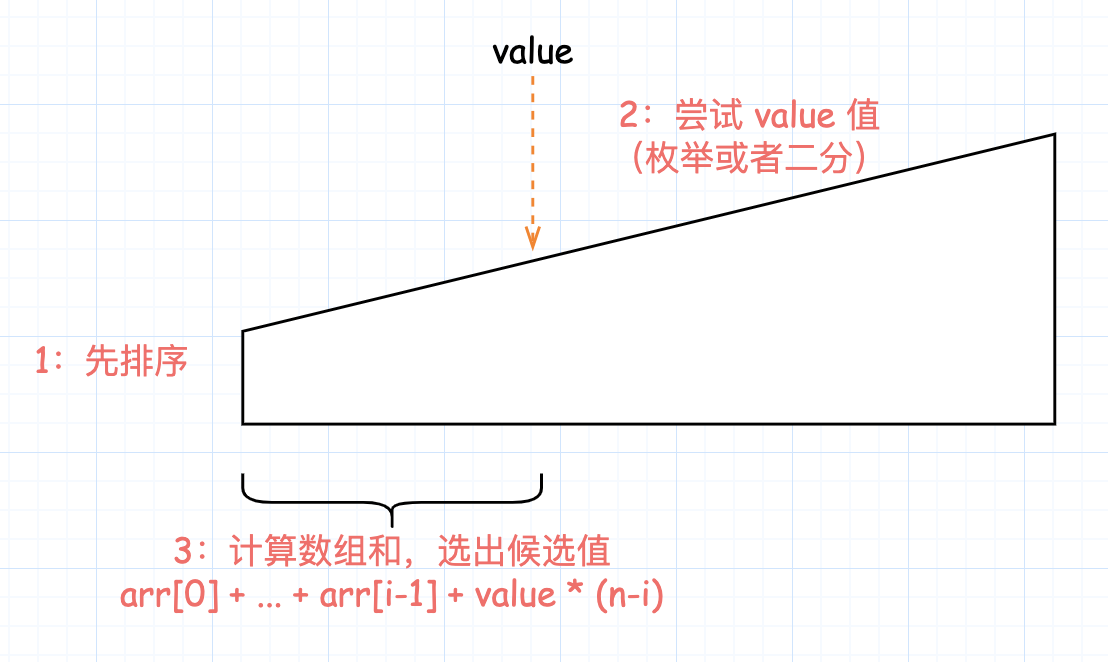 value
2：尝试 value 值
（枚举或者二分）
1：先排序
3：计算数组和，选出候选值
arr[0] + ... + arr[i-1] + value * (n-i)